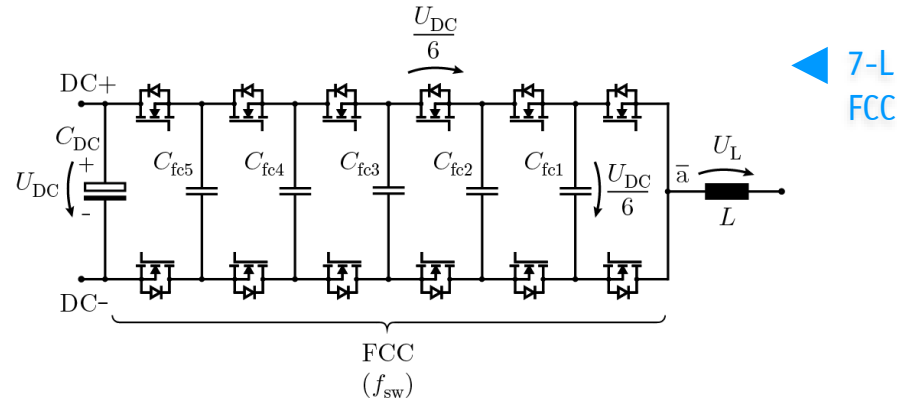 U_DC/6
7-L
FCC
DC+
C_DC
+
U_DC
-
C_fc5
C_fc4
C_fc3
C_fc2
C_fc1
U_DC/6
a̅
U_L
L
DC-
FCC
(f_sw)